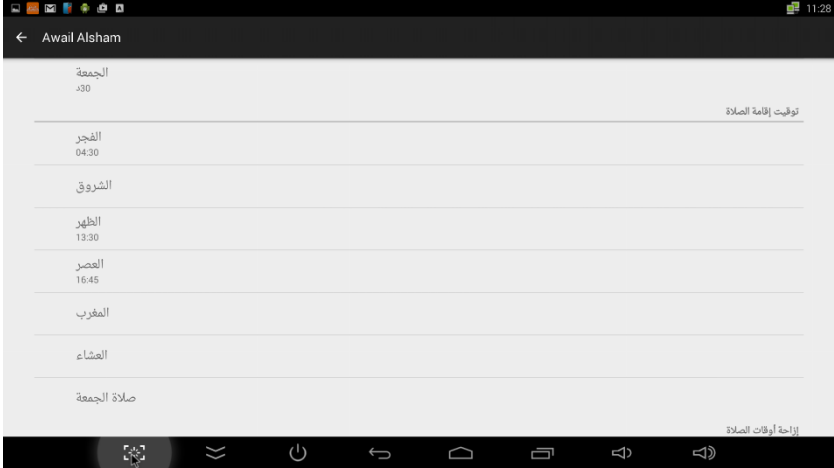 11:28
Awail Alsham
الجمعة
30د
توقيت إقامة الصلاة
الفجر
04:30
الشروق
الظهر
13:30
العصر
16:45
المغرب
العشاء
صلاة الجمعة
إزاحة أوقات الصلاة